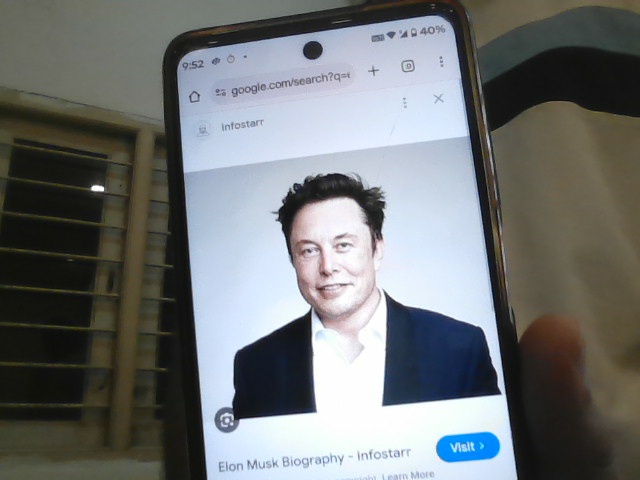 9:52
40%
google.com/search?q=
Infostarr
Elon Musk Biography - Infostarr
Visit >
Learn More